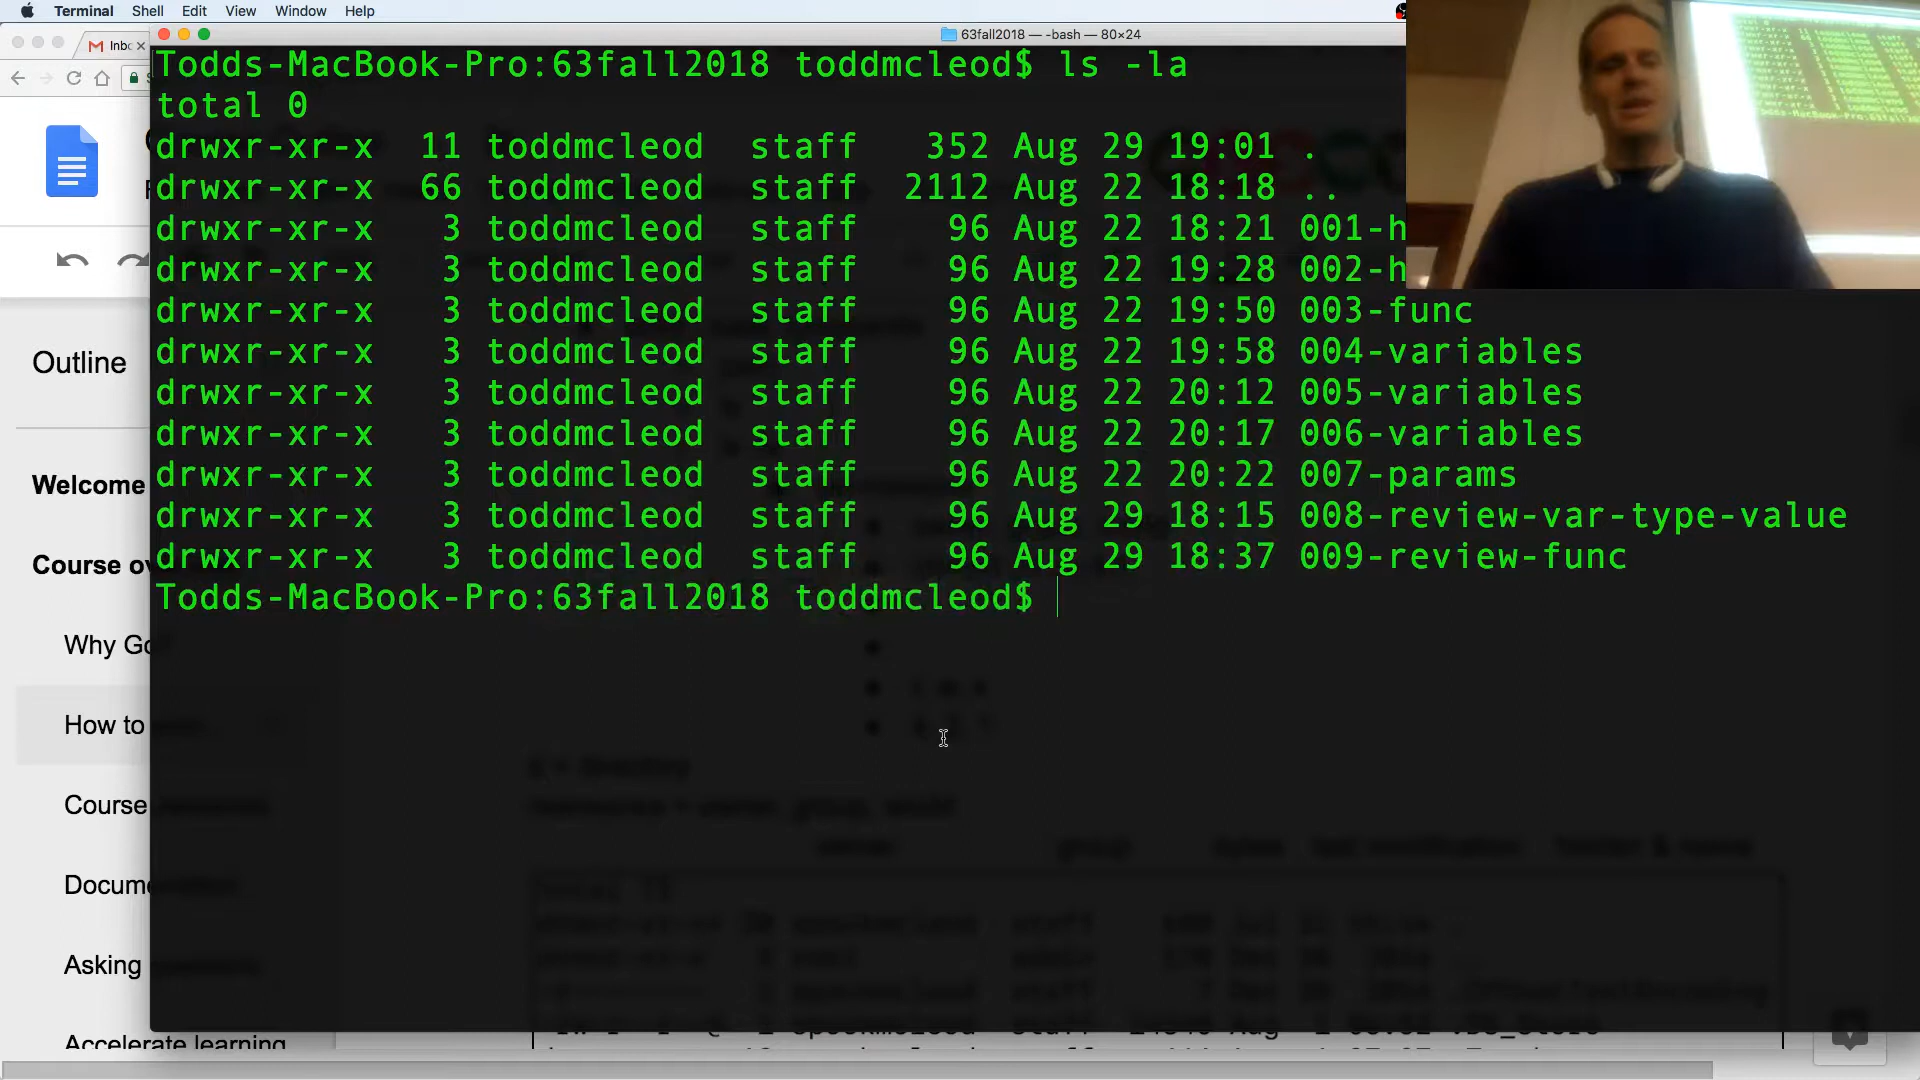 Terminal Shell Edit View Window Help
63fall2018 — -bash — 80×24
Inbo
Todds-MacBook-Pro:63fall2018 toddmcleod$ ls -la
total 0
drwxr-xr-x 11 toddmcleod staff 352 Aug 29 19:01 .
drwxr-xr-x 66 toddmcleod staff 2112 Aug 22 18:18 ..
drwxr-xr-x 3 toddmcleod staff 96 Aug 22 18:21 001-h
drwxr-xr-x 3 toddmcleod staff 96 Aug 22 19:28 002-h
drwxr-xr-x 3 toddmcleod staff 96 Aug 22 19:50 003-func
drwxr-xr-x 3 toddmcleod staff 96 Aug 22 19:58 004-variables
drwxr-xr-x 3 toddmcleod staff 96 Aug 22 20:12 005-variables
drwxr-xr-x 3 toddmcleod staff 96 Aug 22 20:17 006-variables
drwxr-xr-x 3 toddmcleod staff 96 Aug 22 20:22 007-params
drwxr-xr-x 3 toddmcleod staff 96 Aug 29 18:15 008-review-var-type-value
drwxr-xr-x 3 toddmcleod staff 96 Aug 29 18:37 009-review-func
Todds-MacBook-Pro:63fall2018 toddmcleod$
Outline
Welcome
Course ov
Why Go
How to
Course
Docum
Asking
Accelerate learning